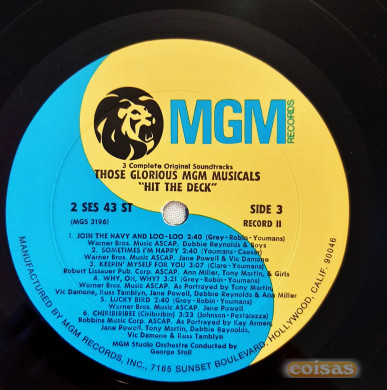 MGM
RECORDS
3 Complete Original Soundtracks
THOSE GLORIOUS MGM MUSICALS
"HIT THE DECK"
2 SES 43 ST
SIDE 3
(MGS 3196)
RECORD II
1. JOIN THE NAVY AND LOO-LOO 2:40 (Grey-Robin-Youmans)
Warner Bros. Music ASCAP. Debbie Reynolds & Boys
2. SOMETIMES I'M HAPPY 2:40 (Youmans-Caesar)
Warner Bros. Music ASCAP. Jane Powell & Vic Damone
3. KEEPIN' MYSELF FOR YOU 3:07 (Clare-Youmans)
Robert Lissauer Pub. Corp. ASCAP. Ann Miller, Tony Martin, & Girls
4. WHY, OH, WHY? 3:21 (Grey-Robin-Youmans)
Warner Bros. Music ASCAP. As Portrayed by Tony Martin,
Vic Damone, Russ Tamblyn, Jane Powell, Debbie Reynolds & Ann Miller
5. LUCKY BIRD 2:40 (Grey-Robin-Youmans)
Warner Bros. Music ASCAP. Jane Powell
6. CHIRIBIRIBEE (Ciribiribin) 3:23 (Johnson-Pestalazza)
Robbins Music Corp. ASCAP. As Portrayed by Kay Armen,
Jane Powell, Tony Martin, Debbie Reynolds,
Vic Damone & Russ Tamblyn
MGM Studio Orchestra Conducted by
George Stoll
MANUFACTURED BY MGM RECORDS, INC., 7165 SUNSET BOULEVARD, HOLLYWOOD, CALIF. 90046
coisas